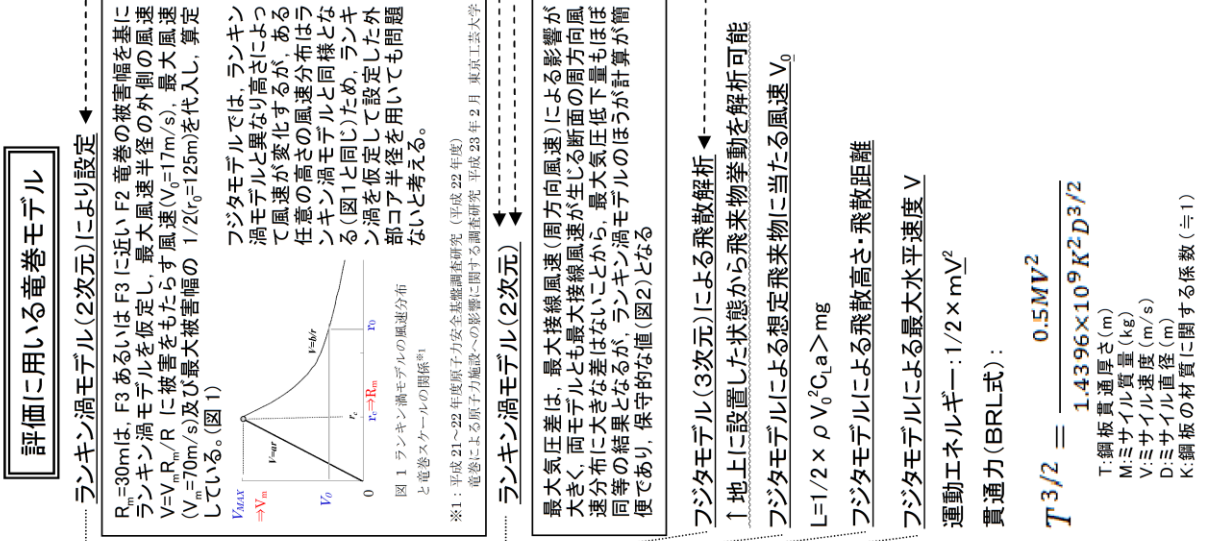 評価に用いる竜巻モデル
ランキン渦モデル(2次元)により設定
Rm=30mは、F3あるいはF3に近いF2竜巻の被害幅を基に
ランキン渦モデルを仮定し、最大風速半径の外側の風速
V=VmRm/R に被害をもたらす風速(V0=17m/s)、最大風速
(Vm=70m/s)及び最大被害幅の 1/2(r0=125m)を代入し、算定
している。(図1)
VMAX
⇒Vm
V0
0
V=ar
V=b/r
rc
rc⇒Rm
r0
図 1 ランキン渦モデルの風速分布
と竜巻スケールの関係※1
フジタモデルでは、ランキン
渦モデルと異なり高さによっ
て風速が変化するが、ある
任意の高さの風速分布はラ
ンキン渦モデルと同様とな
る(図1と同じ)ため、ランキ
ン渦を仮定して設定した外
部コア半径を用いても問題
ないと考える。
※1:平成 21~22 年度原子力安全基盤調査研究(平成 22 年度)
竜巻による原子力施設への影響に関する調査研究 平成 23 年 2 月 東京工芸大学
ランキン渦モデル(2次元)
最大気圧差は、最大接線風速(周方向風速)による影響が
大きく、両モデルとも最大接線風速が生じる断面の周方向風
速分布に大きな差はないことから、最大気圧低下量もほぼ
同等の結果となるが、ランキン渦モデルのほうが計算が簡
便であり、保守的な値(図2)となる
フジタモデル(3次元)による飛散解析
↑地上に設置した状態から飛来物挙動を解析可能
フジタモデルによる想定飛来物に当たる風速 V0
L=1/2×ρV0²CLa>mg
フジタモデルによる飛散高さ・飛散距離
フジタモデルによる最大水平速度 V
運動エネルギー:1/2×mV²
貫通力(BRL式):
T^3/2 = 0.5MV² / 1.4396×10⁹K²D^3/2
T:鋼板貫通厚さ(m)
M:ミサイル質量(kg)
V:ミサイル速度(m/s)
D:ミサイル直径(m)
K:鋼板の材質に関する係数(≒1)